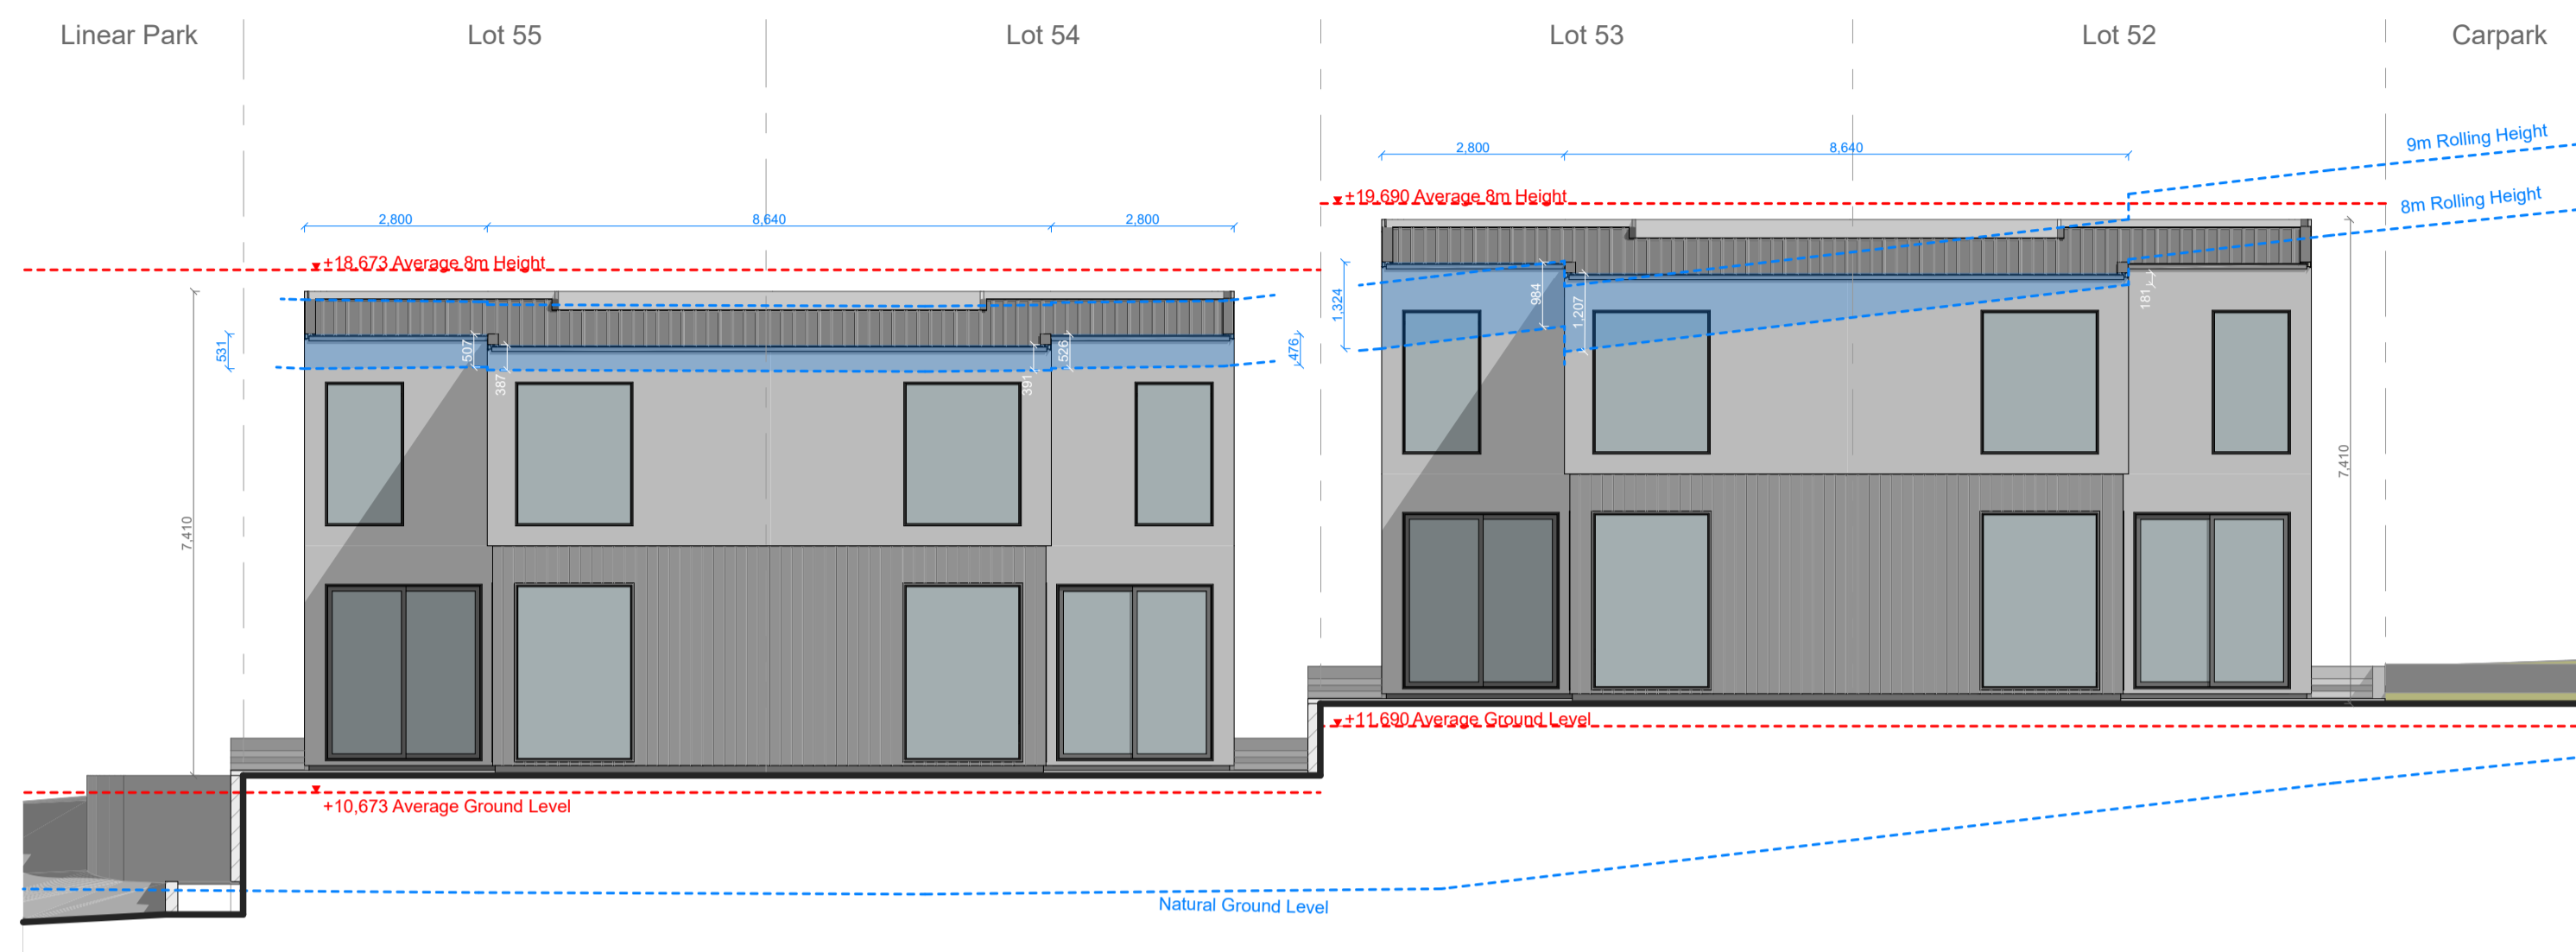 Linear Park
Lot 55
Lot 54
Lot 53
Lot 52
Carpark
9m Rolling Height
8m Rolling Height
2,800
8,640
+19,690 Average 8m Height
2,800
8,640
2,800
+18,673 Average 8m Height
531
507
387
391
526
476
1,324
984
1,207
181
7,410
7,410
+11,690 Average Ground Level
+10,673 Average Ground Level
Natural Ground Level